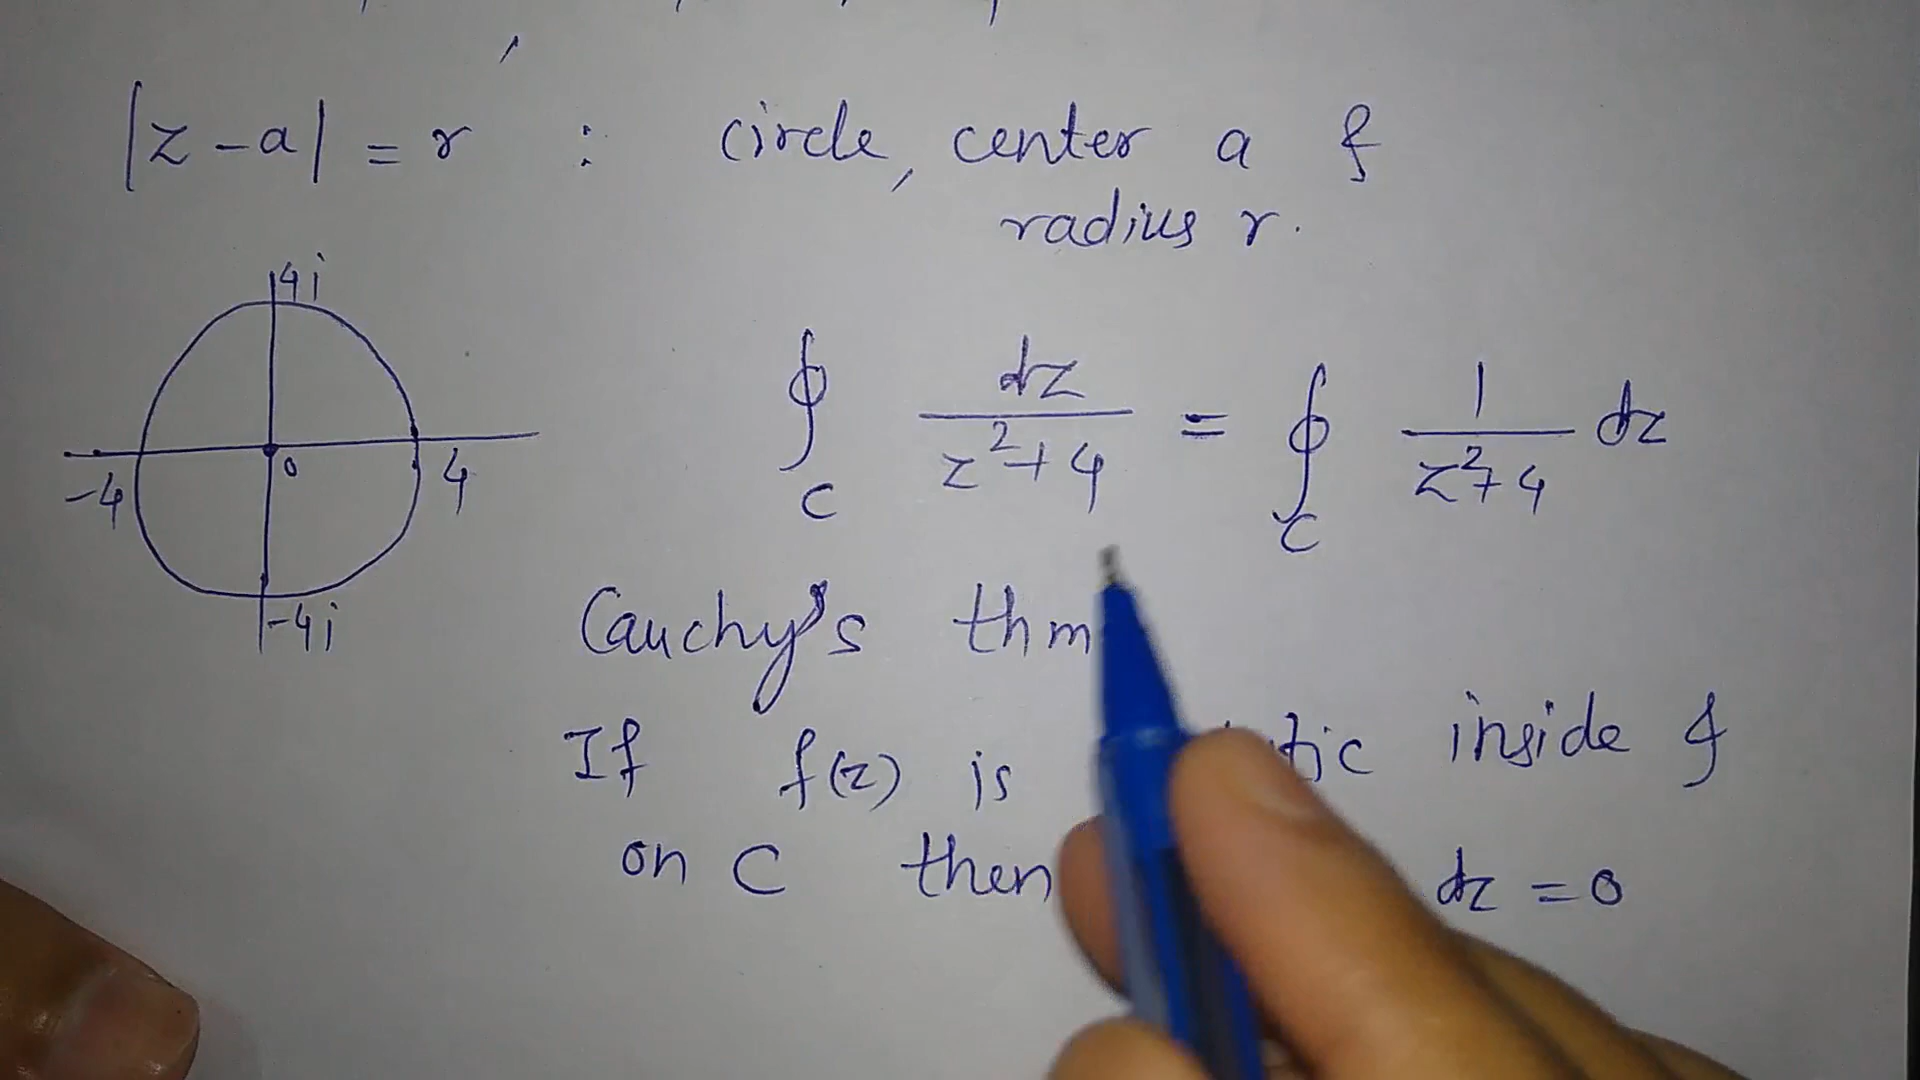 |z-a| = r : circle, center a &
radius r.
4i
-4 0 4
-4i
∮_C dz/(z²+4) = ∮_C 1/(z²+4) dz
Cauchy's thm
If f(z) is inside &
on C then dz = 0